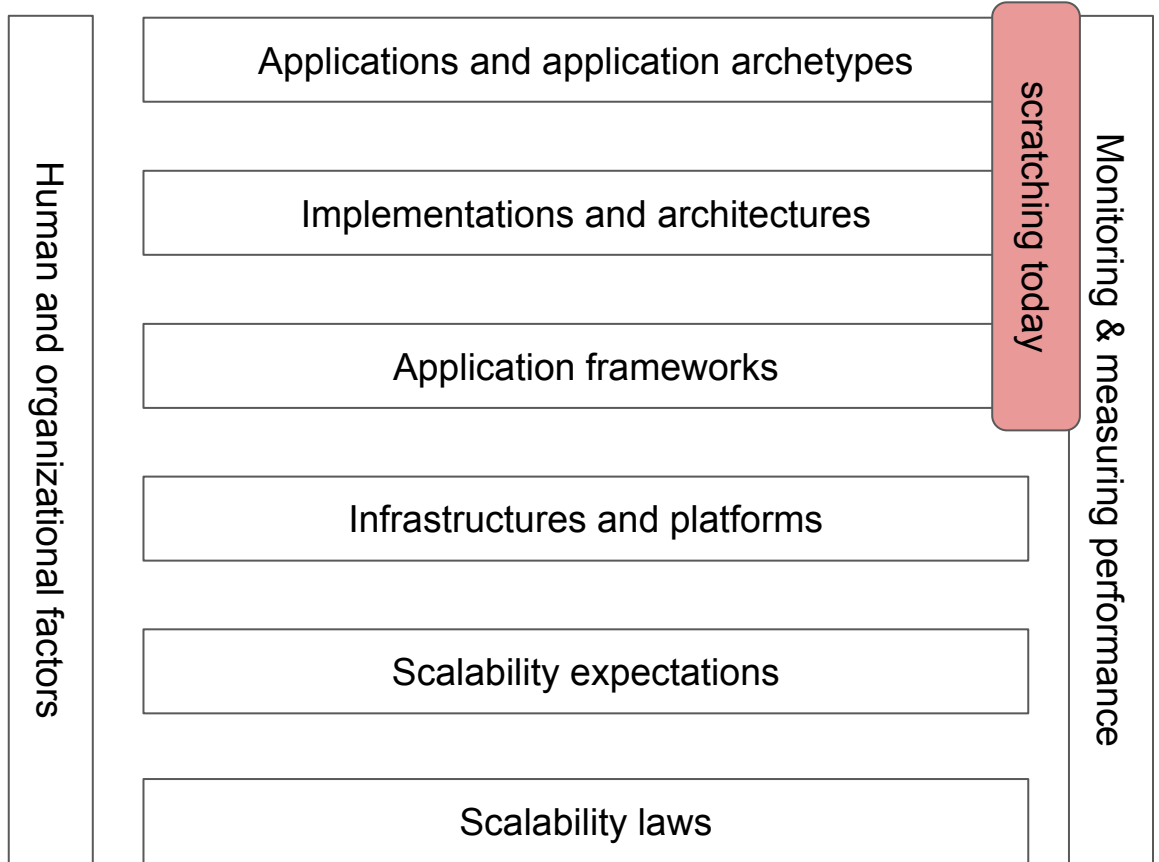 Human and organizational factors
Applications and application archetypes
Implementations and architectures
Application frameworks
Infrastructures and platforms
Scalability expectations
Scalability laws
scratching today
Monitoring & measuring performance